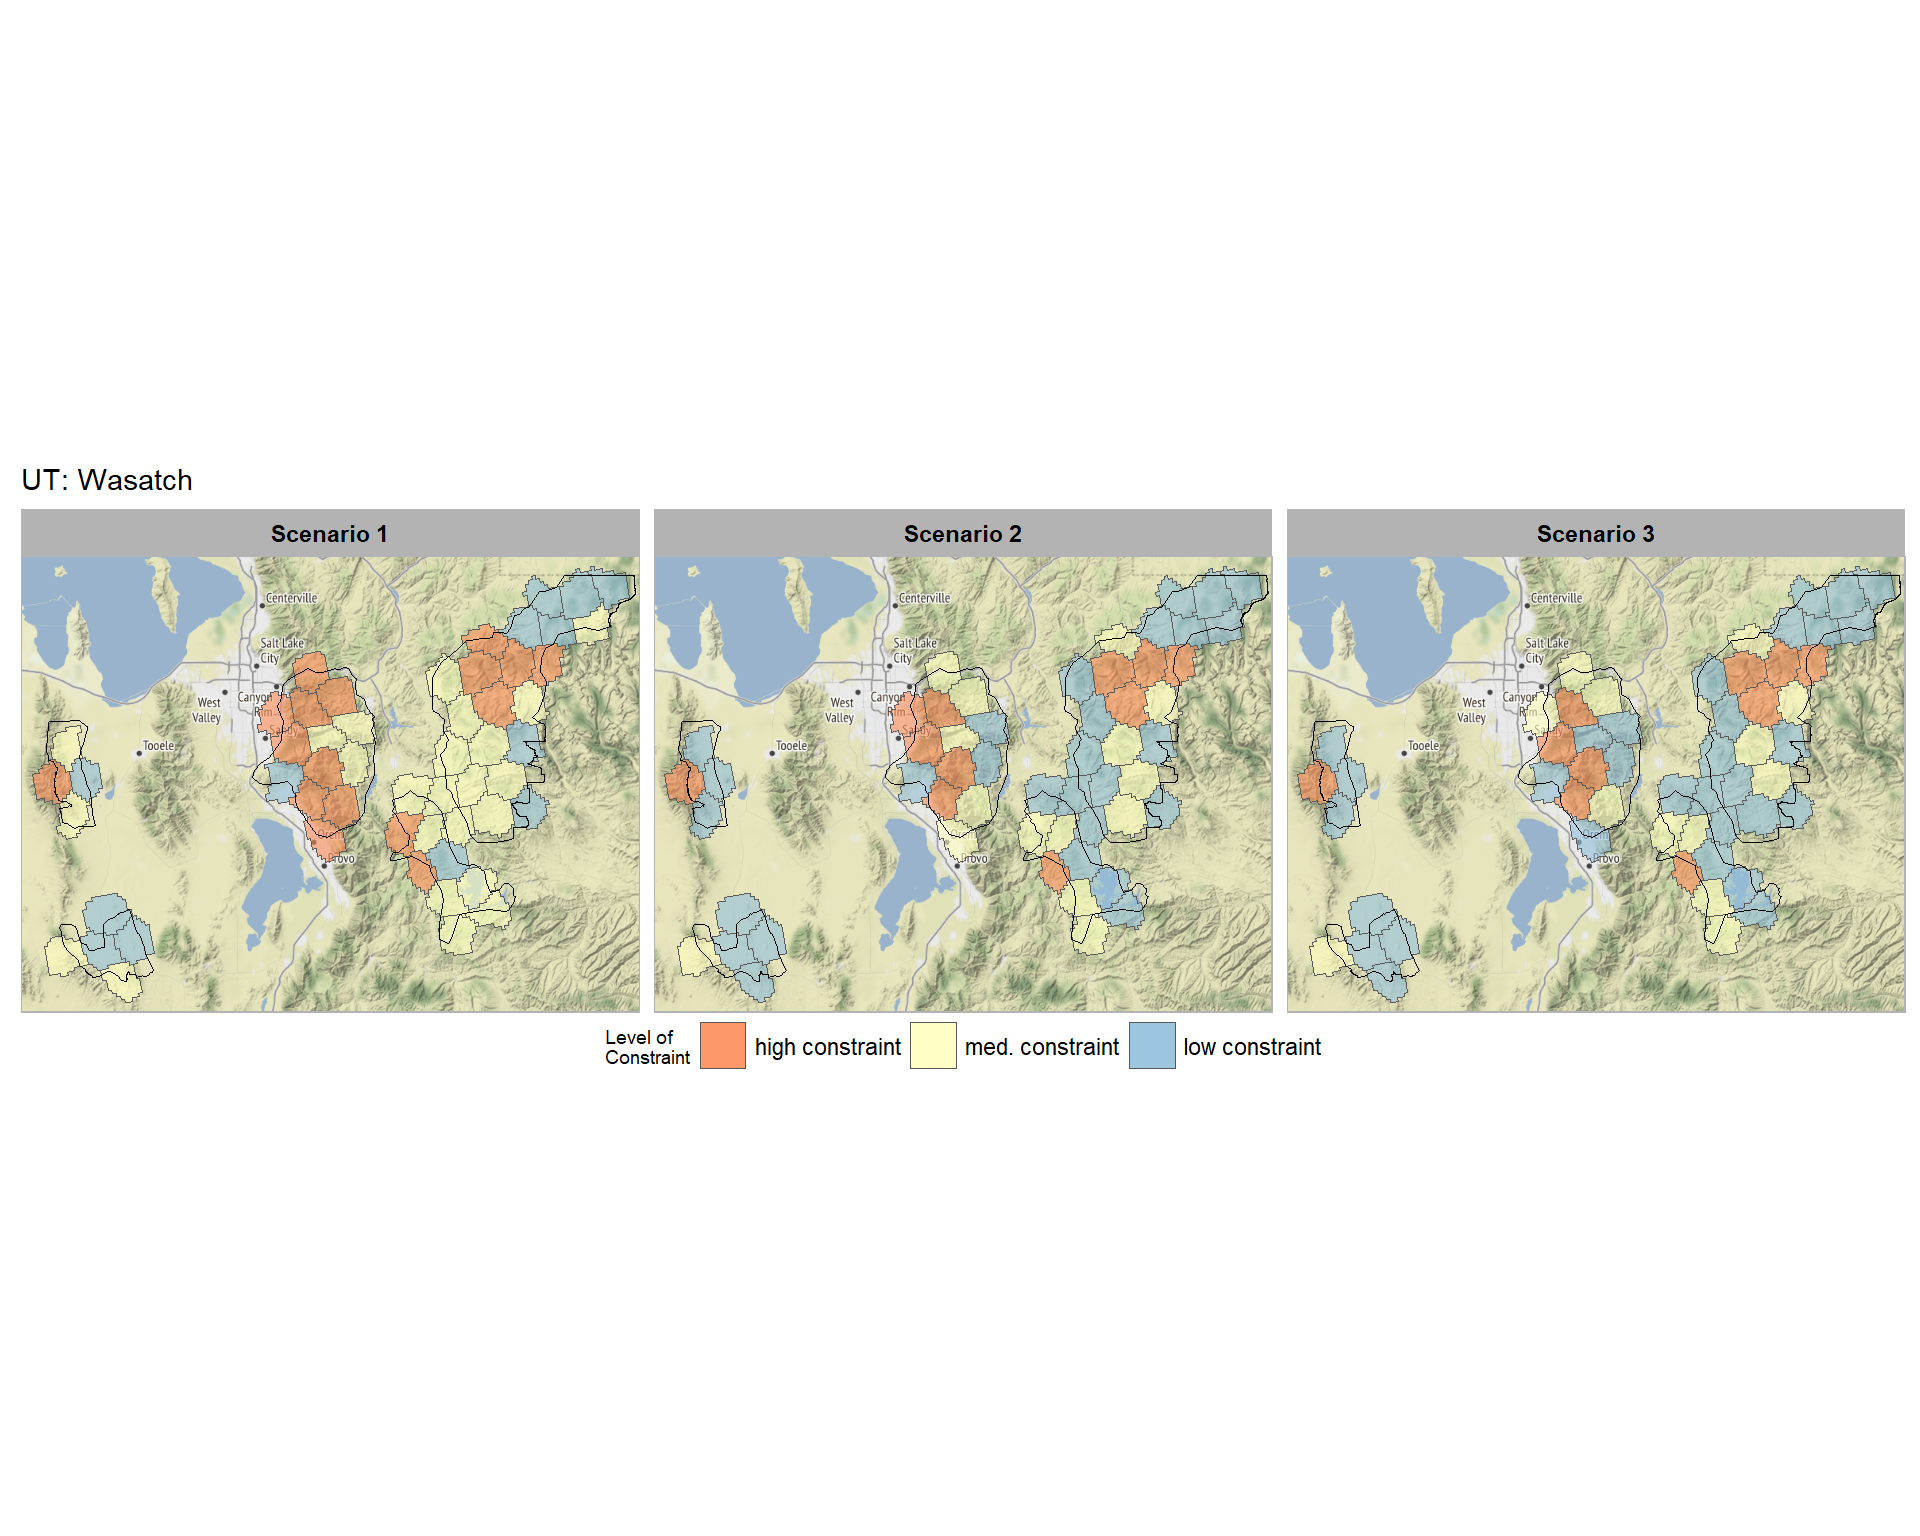 UT: Wasatch
Scenario 1
Scenario 2
Scenario 3
Centerville
Salt Lake
City
West
Valley
Canyon
Rim
Sandy
Tooele
Provo
Centerville
Salt Lake
City
West
Valley
Canyon
Rim
Sandy
Tooele
Provo
Centerville
Salt Lake
City
West
Valley
Canyon
Rim
Tooele
Provo
Level of
Constraint
high constraint
med. constraint
low constraint